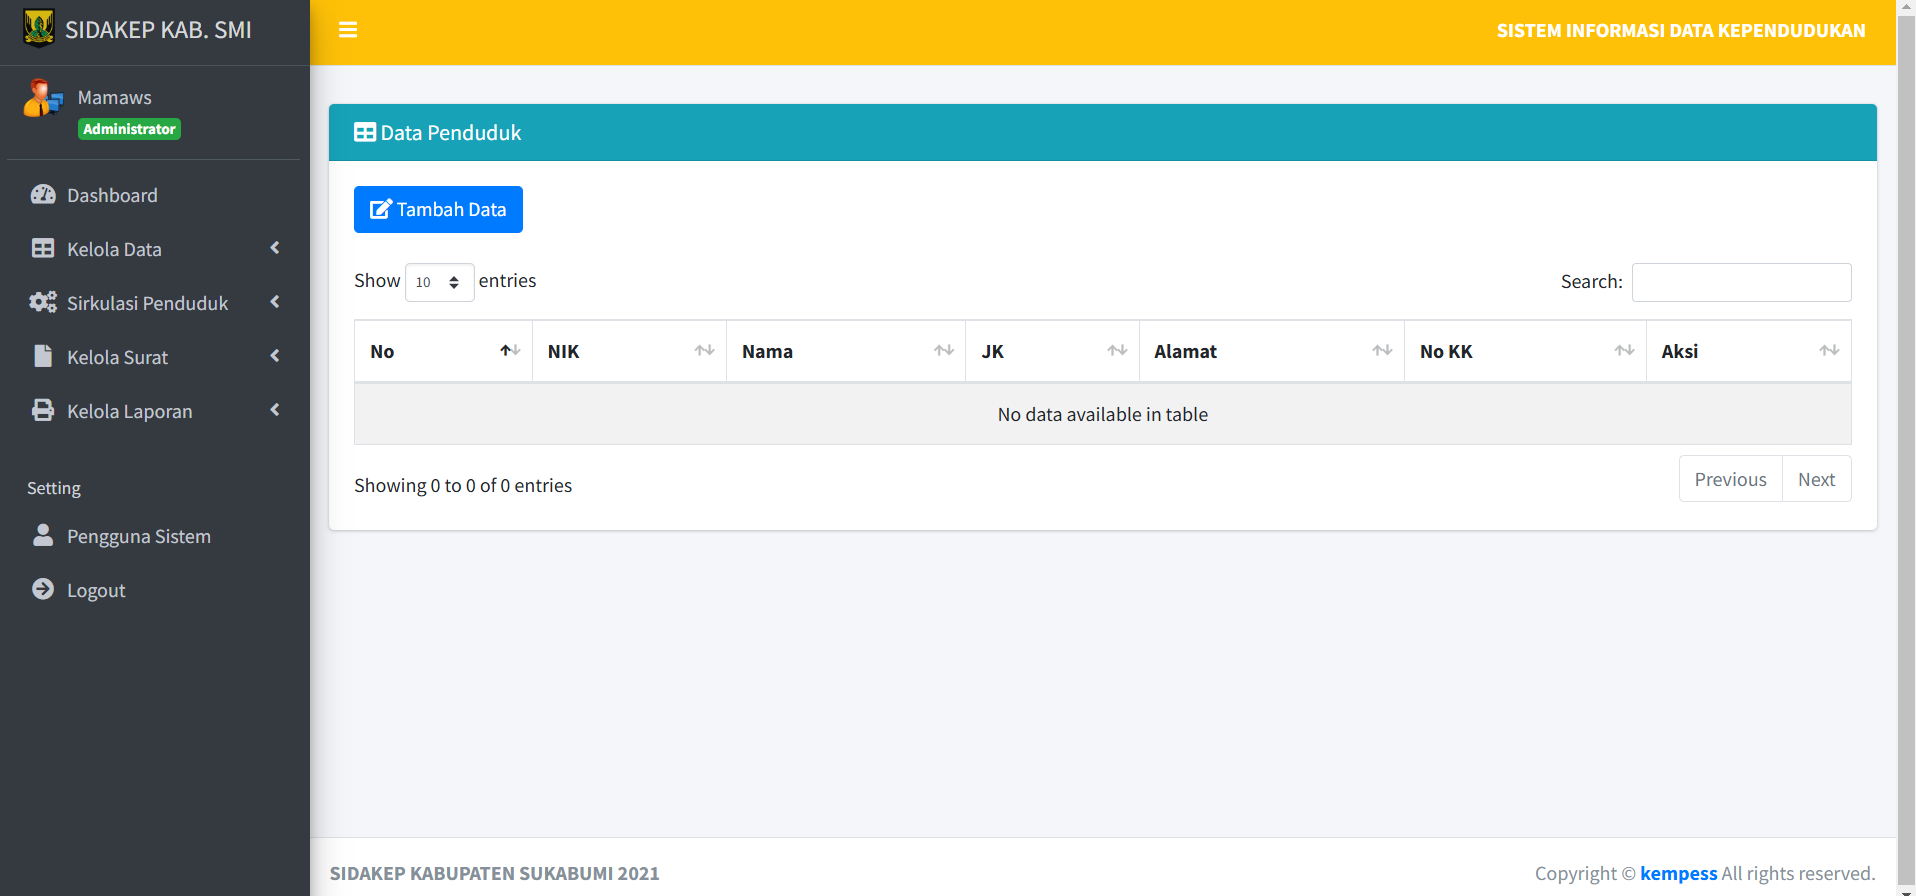 SIDAKEP KAB. SMI
SISTEM INFORMASI DATA KEPENDUDUKAN
Mamaws
Administrator
Dashboard
Kelola Data
Sirkulasi Penduduk
Kelola Surat
Kelola Laporan
Setting
Pengguna Sistem
Logout
Data Penduduk
Tambah Data
Show 10 entries
Search:
No NIK Nama JK Alamat No KK Aksi
No data available in table
Showing 0 to 0 of 0 entries
Previous Next
SIDAKEP KABUPATEN SUKABUMI 2021
Copyright © kempess All rights reserved.